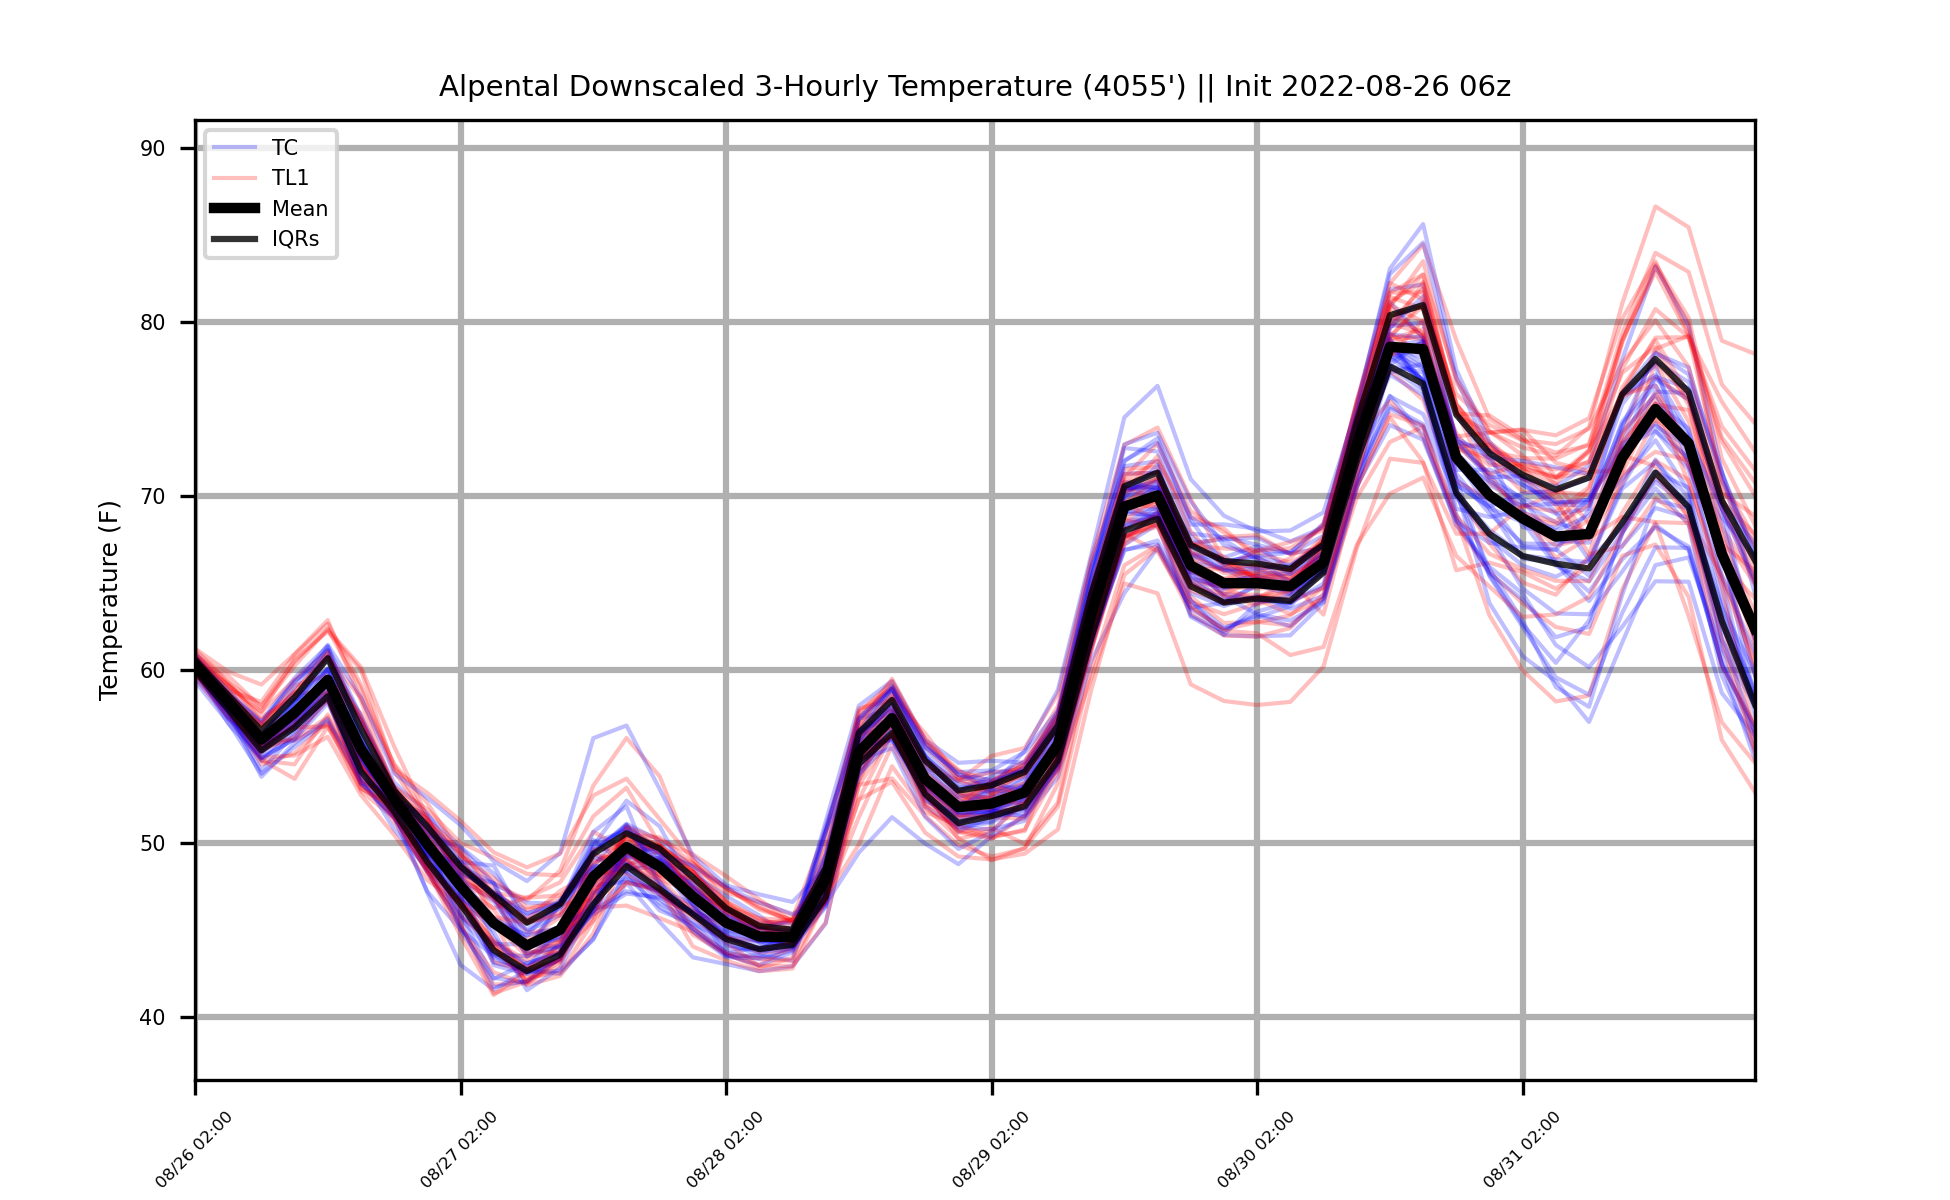 Alpental Downscaled 3-Hourly Temperature (4055') || Init 2022-08-26 06z
TC
TL1
Mean
IQRs
Temperature (F)
90
80
70
60
50
40
08/26 02:00
08/27 02:00
08/28 02:00
08/29 02:00
08/30 02:00
08/31 02:00